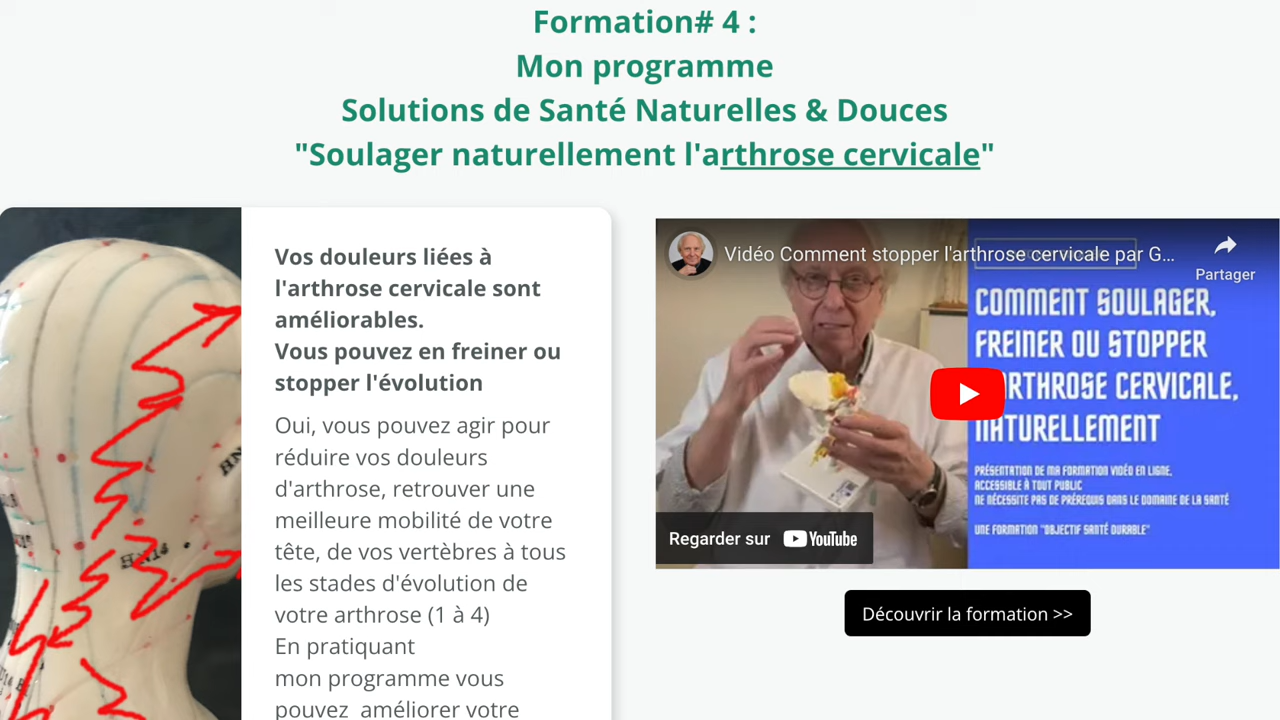 Formation# 4 :
Mon programme
Solutions de Santé Naturelles & Douces
"Soulager naturellement l'arthrose cervicale"
Vos douleurs liées à
l'arthrose cervicale sont
améliorables.
Vous pouvez en freiner ou
stopper l'évolution
Oui, vous pouvez agir pour
réduire vos douleurs
d'arthrose, retrouver une
meilleure mobilité de votre
tête, de vos vertèbres à tous
les stades d'évolution de
votre arthrose (1 à 4)
En pratiquant
mon programme vous
pouvez  améliorer votre
Vidéo Comment stopper l'arthrose cervicale par G...
Partager
COMMENT SOULAGER,
FREINER OU STOPPER
L'ARTHROSE CERVICALE,
NATURELLEMENT
PRÉSENTATION DE MA FORMATION VIDÉO EN LIGNE,
ACCESSIBLE À TOUT PUBLIC
NE NÉCESSITE PAS DE PRÉREQUIS DANS LE DOMAINE DE LA SANTÉ
UNE FORMATION "OBJECTIF SANTÉ DURABLE"
Regarder sur YouTube
Découvrir la formation >>